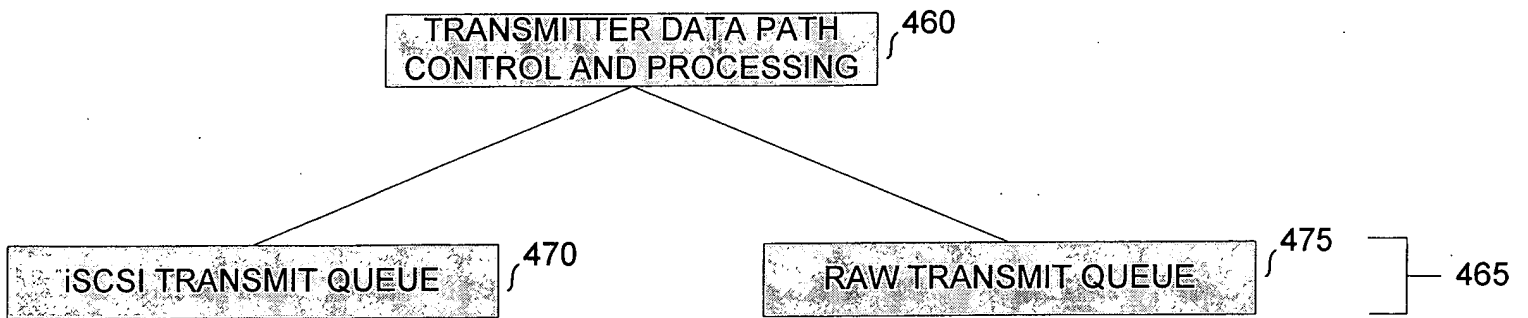 TRANSMITTER DATA PATH
CONTROL AND PROCESSING
460
iSCSI TRANSMIT QUEUE
470
RAW TRANSMIT QUEUE
475
465